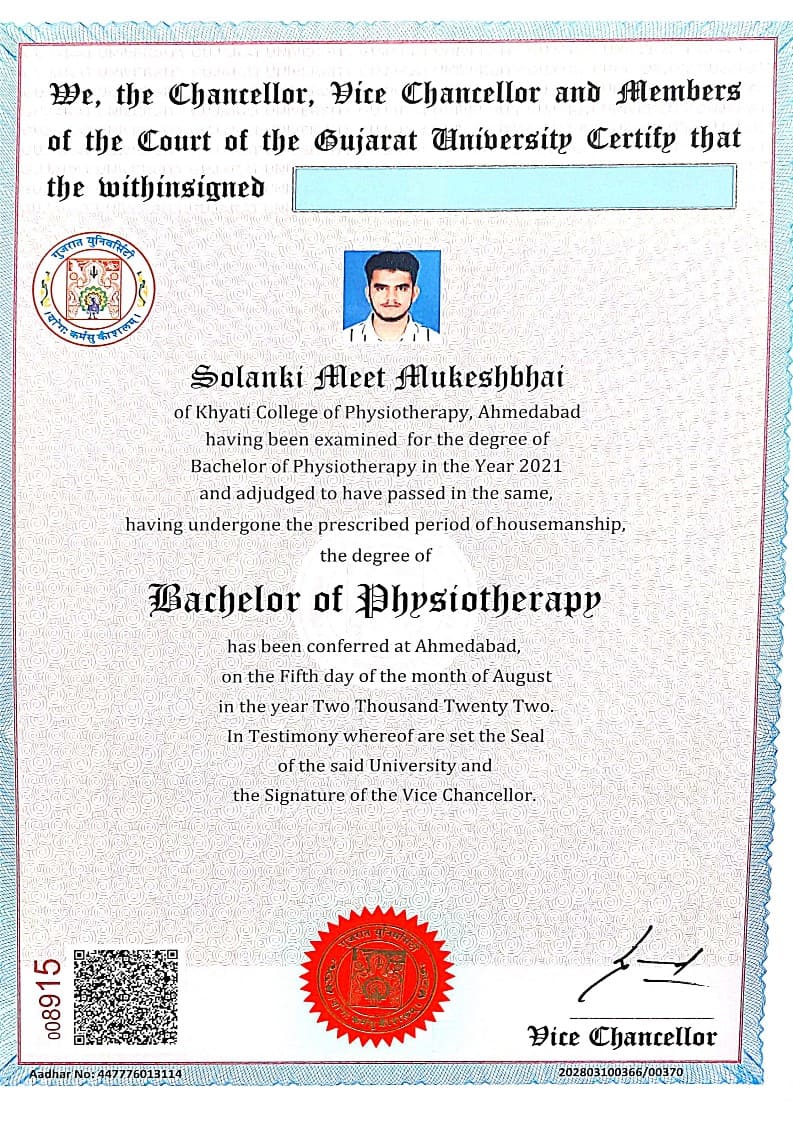 We, the Chancellor, Vice Chancellor and Members
of the Court of the Gujarat University Certify that
the withinsigned
गुजरात युनिवर्सिटी
। योगः कर्मसु कौशलम् ।
Solanki Meet Mukeshbhai
of Khyati College of Physiotherapy, Ahmedabad
having been examined for the degree of
Bachelor of Physiotherapy in the Year 2021
and adjudged to have passed in the same,
having undergone the prescribed period of housemanship,
the degree of
Bachelor of Physiotherapy
has been conferred at Ahmedabad,
on the Fifth day of the month of August
in the year Two Thousand Twenty Two.
In Testimony whereof are set the Seal
of the said University and
the Signature of the Vice Chancellor.
008915
गुजरात युनिवर्सिटी
Vice Chancellor
Aadhar No: 447776013114
202803100366/00370